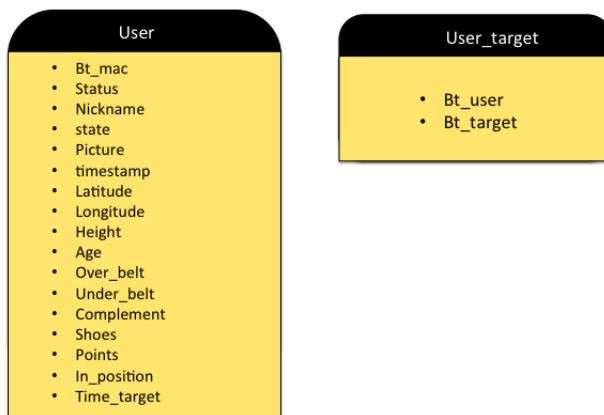 User
• Bt_mac
• Status
• Nickname
• state
• Picture
• timestamp
• Latitude
• Longitude
• Height
• Age
• Over_belt
• Under_belt
• Complement
• Shoes
• Points
• In_position
• Time_target
User_target
• Bt_user
• Bt_target